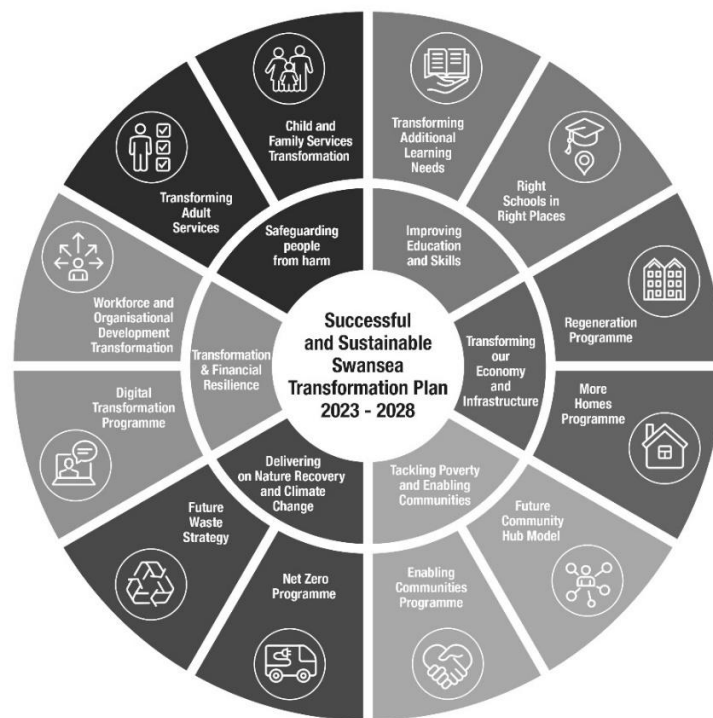 Successful
and Sustainable
Swansea
Transformation Plan
2023 - 2028
Safeguarding
people
from harm
Improving
Education
and Skills
Transforming
our
Economy
and
Infrastructure
Tackling Poverty
and Enabling
Communities
Delivering
on Nature Recovery
and Climate
Change
Transformation
& Financial
Resilience
Child and
Family Services
Transformation
Transforming
Additional
Learning
Needs
Right
Schools in
Right Places
Regeneration
Programme
More
Homes
Programme
Future
Community
Hub Model
Enabling
Communities
Programme
Net Zero
Programme
Future
Waste
Strategy
Digital
Transformation
Programme
Workforce and
Organisational
Development
Transformation
Transforming
Adult
Services